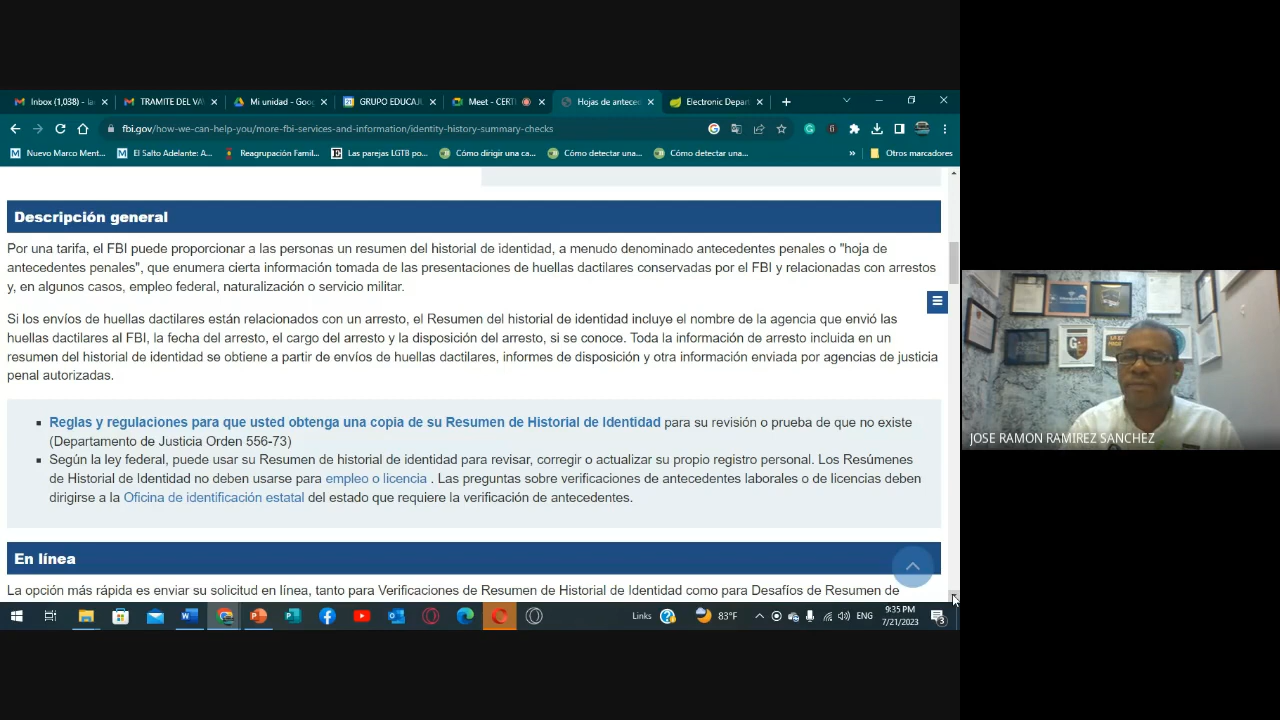 Inbox (1,038) - la
TRAMITE DEL VA
Mi unidad - Goo
GRUPO EDUCAJU
Meet - CERT
Hojas de antece
Electronic Depar
fbi.gov/how-we-can-help-you/more-fbi-services-and-information/identity-history-summary-checks
Nuevo Marco Ment...
El Salto Adelante: A...
Reagrupación Famil...
Las parejas LGTB po...
Cómo dirigir una ca...
Cómo detectar una...
Cómo detectar una...
»
Otros marcadores
Descripción general
Por una tarifa, el FBI puede proporcionar a las personas un resumen del historial de identidad, a menudo denominado antecedentes penales o "hoja de
antecedentes penales", que enumera cierta información tomada de las presentaciones de huellas dactilares conservadas por el FBI y relacionadas con arrestos
y, en algunos casos, empleo federal, naturalización o servicio militar.
Si los envíos de huellas dactilares están relacionados con un arresto, el Resumen del historial de identidad incluye el nombre de la agencia que envió las
huellas dactilares al FBI, la fecha del arresto, el cargo del arresto y la disposición del arresto, si se conoce. Toda la información de arresto incluida en un
resumen del historial de identidad se obtiene a partir de envíos de huellas dactilares, informes de disposición y otra información enviada por agencias de justicia
penal autorizadas.
Reglas y regulaciones para que usted obtenga una copia de su Resumen de Historial de Identidad para su revisión o prueba de que no existe
(Departamento de Justicia Orden 556-73)
Según la ley federal, puede usar su Resumen de historial de identidad para revisar, corregir o actualizar su propio registro personal. Los Resúmenes
de Historial de Identidad no deben usarse para empleo o licencia . Las preguntas sobre verificaciones de antecedentes laborales o de licencias deben
dirigirse a la Oficina de identificación estatal del estado que requiere la verificación de antecedentes.
En línea
La opción más rápida es enviar su solicitud en línea, tanto para Verificaciones de Resumen de Historial de Identidad como para Desafíos de Resumen de
JOSE RAMON RAMIREZ SANCHEZ
Links
83°F
ENG
9:35 PM
7/21/2023
3